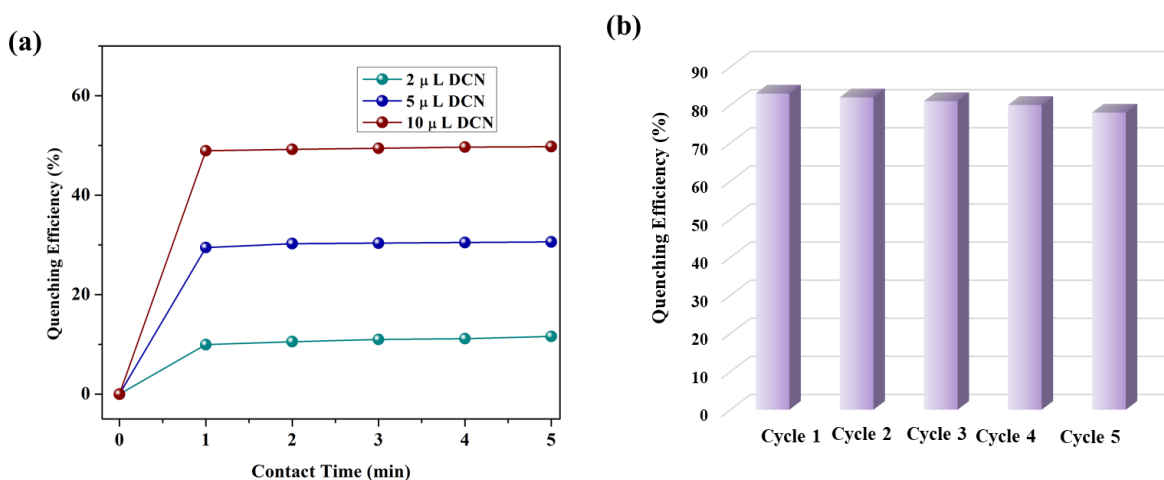 (a)
Quenching Efficiency (%)
60
40
20
0
2 μ L DCN
5 μ L DCN
10 μ L DCN
0 1 2 3 4 5
Contact Time (min)
(b)
Quenching Efficiency (%)
90
80
70
60
50
40
30
20
10
0
Cycle 1 Cycle 2 Cycle 3 Cycle 4 Cycle 5